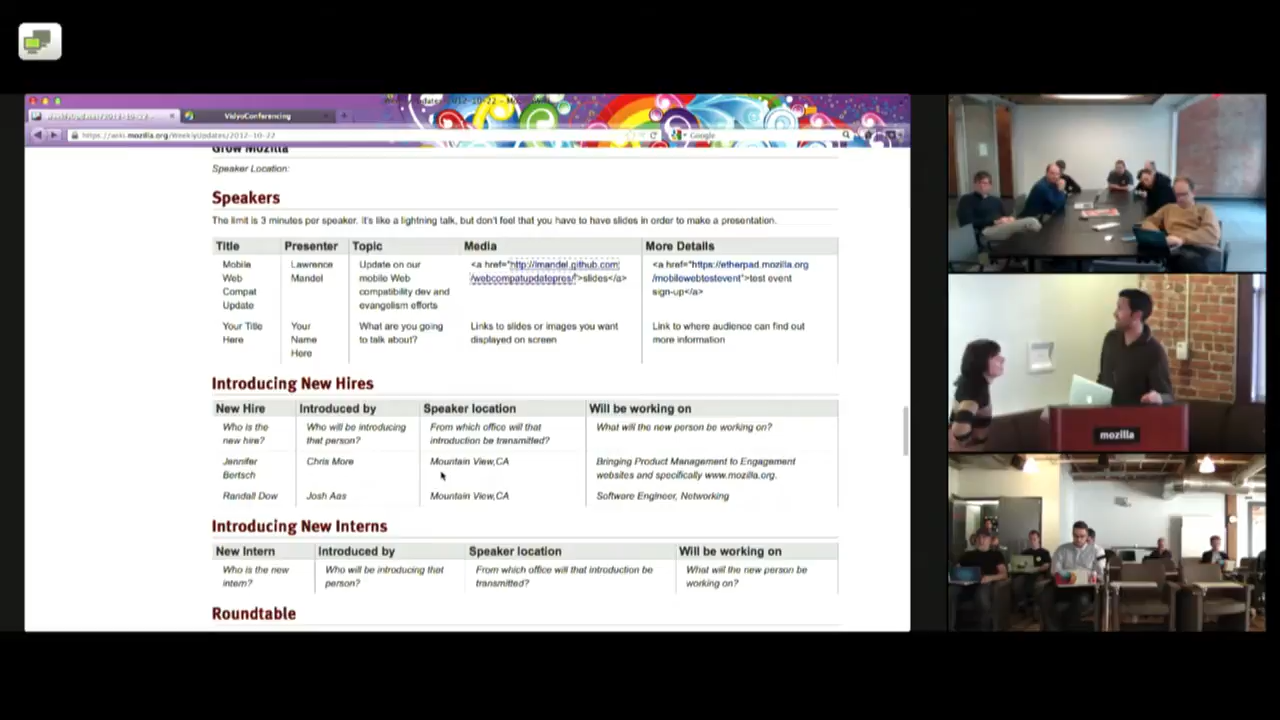 VidyoConferencing
https://wiki.mozilla.org/WeeklyUpdates/2012-10-22
Google
Grow Mozilla
Speaker Location:
Speakers
The limit is 3 minutes per speaker. It's like a lightning talk, but don't feel that you have to have slides in order to make a presentation.
Title Presenter Topic Media More Details
Mobile Lawrence Update on our <a href="http://lmandel.github.com <a href="https://etherpad.mozilla.org
Web Mandel mobile Web /webcompatupdatepres/">slides</a> /mobilewebtestevent">test event
Compat compatibility dev and sign-up</a>
Update evangelism efforts
Your Title Your What are you going Links to slides or images you want Link to where audience can find out
Here Name to talk about? displayed on screen more information
Here
Introducing New Hires
New Hire Introduced by Speaker location Will be working on
Who is the Who will be introducing From which office will that What will the new person be working on?
new hire? that person? introduction be transmitted?
Jennifer Chris More Mountain View,CA Bringing Product Management to Engagement
Bertsch websites and specifically www.mozilla.org.
Randall Dow Josh Aas Mountain View,CA Software Engineer, Networking
Introducing New Interns
New Intern Introduced by Speaker location Will be working on
Who is the new Who will be introducing that From which office will that introduction be What will the new person be
intern? person? transmitted? working on?
Roundtable
mozilla